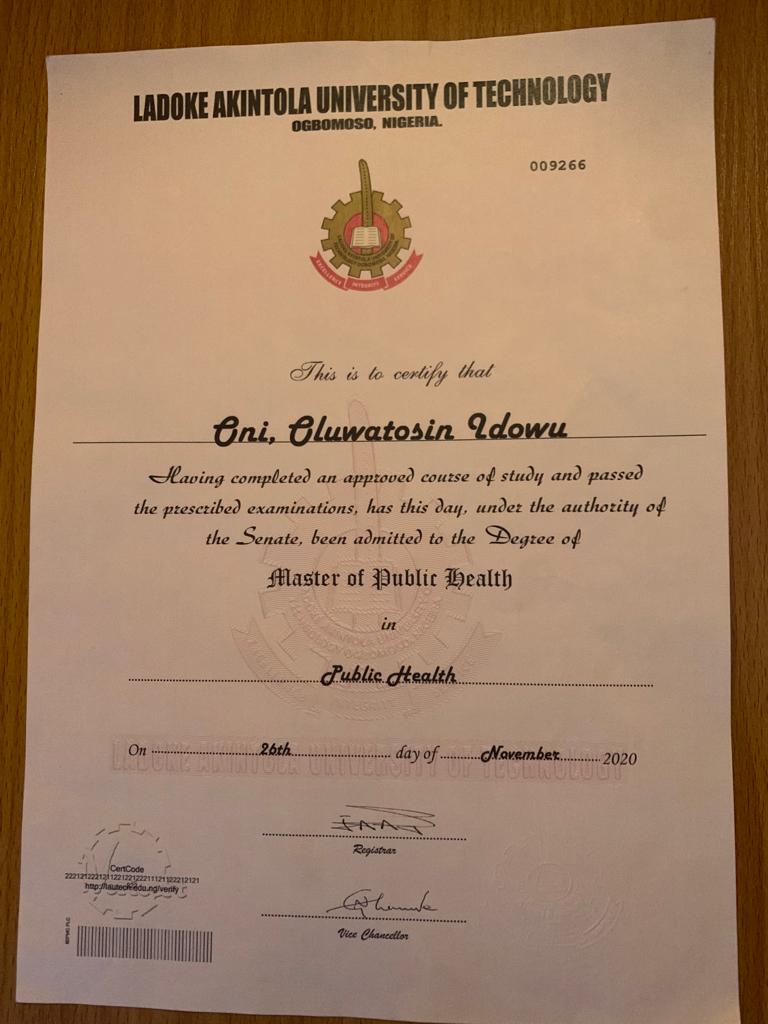 LADOKE AKINTOLA UNIVERSITY OF TECHNOLOGY
OGBOMOSO, NIGERIA.
009266
EXCELLENCE INTEGRITY SERVICE
This is to certify that
Oni, Oluwatosin Idowu
Having completed an approved course of study and passed
the prescribed examinations, has this day, under the authority of
the Senate, been admitted to the Degree of
Master of Public Health
in
Public Health
On 26th day of November 2020
LADOKE AKINTOLA UNIVERSITY OF TECHNOLOGY
Registrar
CertCode
http://lautech.edu.ng/verify
Vice Chancellor